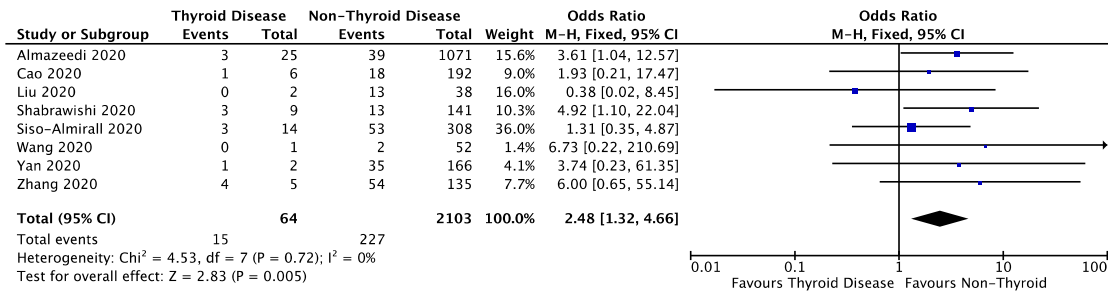 Thyroid Disease Non-Thyroid Disease Odds Ratio Odds Ratio
Study or Subgroup Events Total Events Total Weight M-H, Fixed, 95% CI M-H, Fixed, 95% CI
Almazeedi 2020 3 25 39 1071 15.6% 3.61 [1.04, 12.57]
Cao 2020 1 6 18 192 9.0% 1.93 [0.21, 17.47]
Liu 2020 0 2 13 38 16.0% 0.38 [0.02, 8.45]
Shabrawishi 2020 3 9 13 141 10.3% 4.92 [1.10, 22.04]
Siso-Almirall 2020 3 14 53 308 36.0% 1.31 [0.35, 4.87]
Wang 2020 0 1 2 52 1.4% 6.73 [0.22, 210.69]
Yan 2020 1 2 35 166 4.1% 3.74 [0.23, 61.35]
Zhang 2020 4 5 54 135 7.7% 6.00 [0.65, 55.14]
Total (95% CI) 64 2103 100.0% 2.48 [1.32, 4.66]
Total events 15 227
Heterogeneity: Chi² = 4.53, df = 7 (P = 0.72); I² = 0%
Test for overall effect: Z = 2.83 (P = 0.005)
0.01 0.1 1 10 100
Favours Thyroid Disease Favours Non-Thyroid